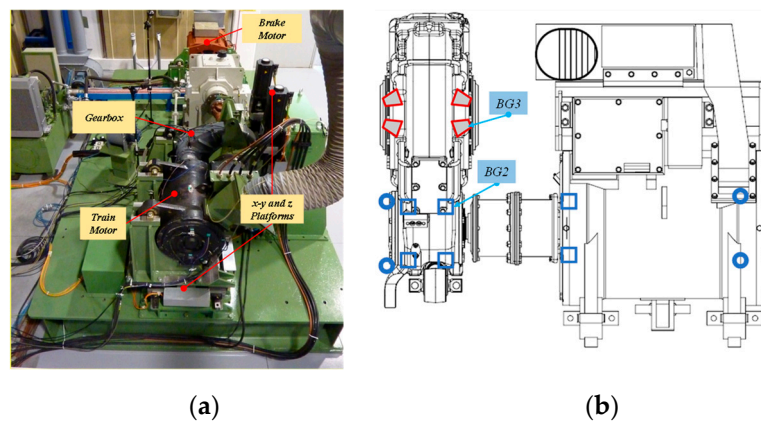 Brake
Motor
Gearbox
Train
Motor
x-y and z
Platforms
BG3
BG2
(a)
(b)